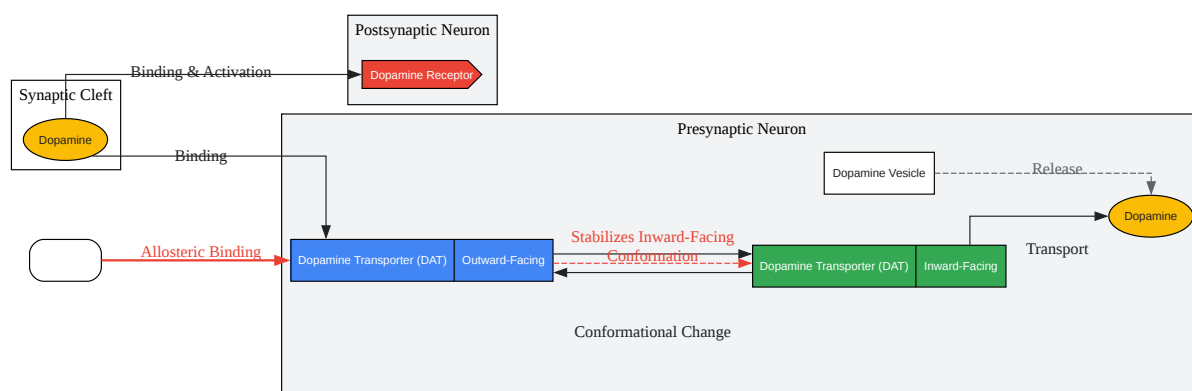 Postsynaptic Neuron
Binding & Activation
Dopamine Receptor
Synaptic Cleft
Dopamine
Presynaptic Neuron
Binding
Dopamine Vesicle
Release
Dopamine
Allosteric Binding
Stabilizes Inward-Facing
Conformation
Transport
Dopamine Transporter (DAT)
Outward-Facing
Dopamine Transporter (DAT)
Inward-Facing
Conformational Change